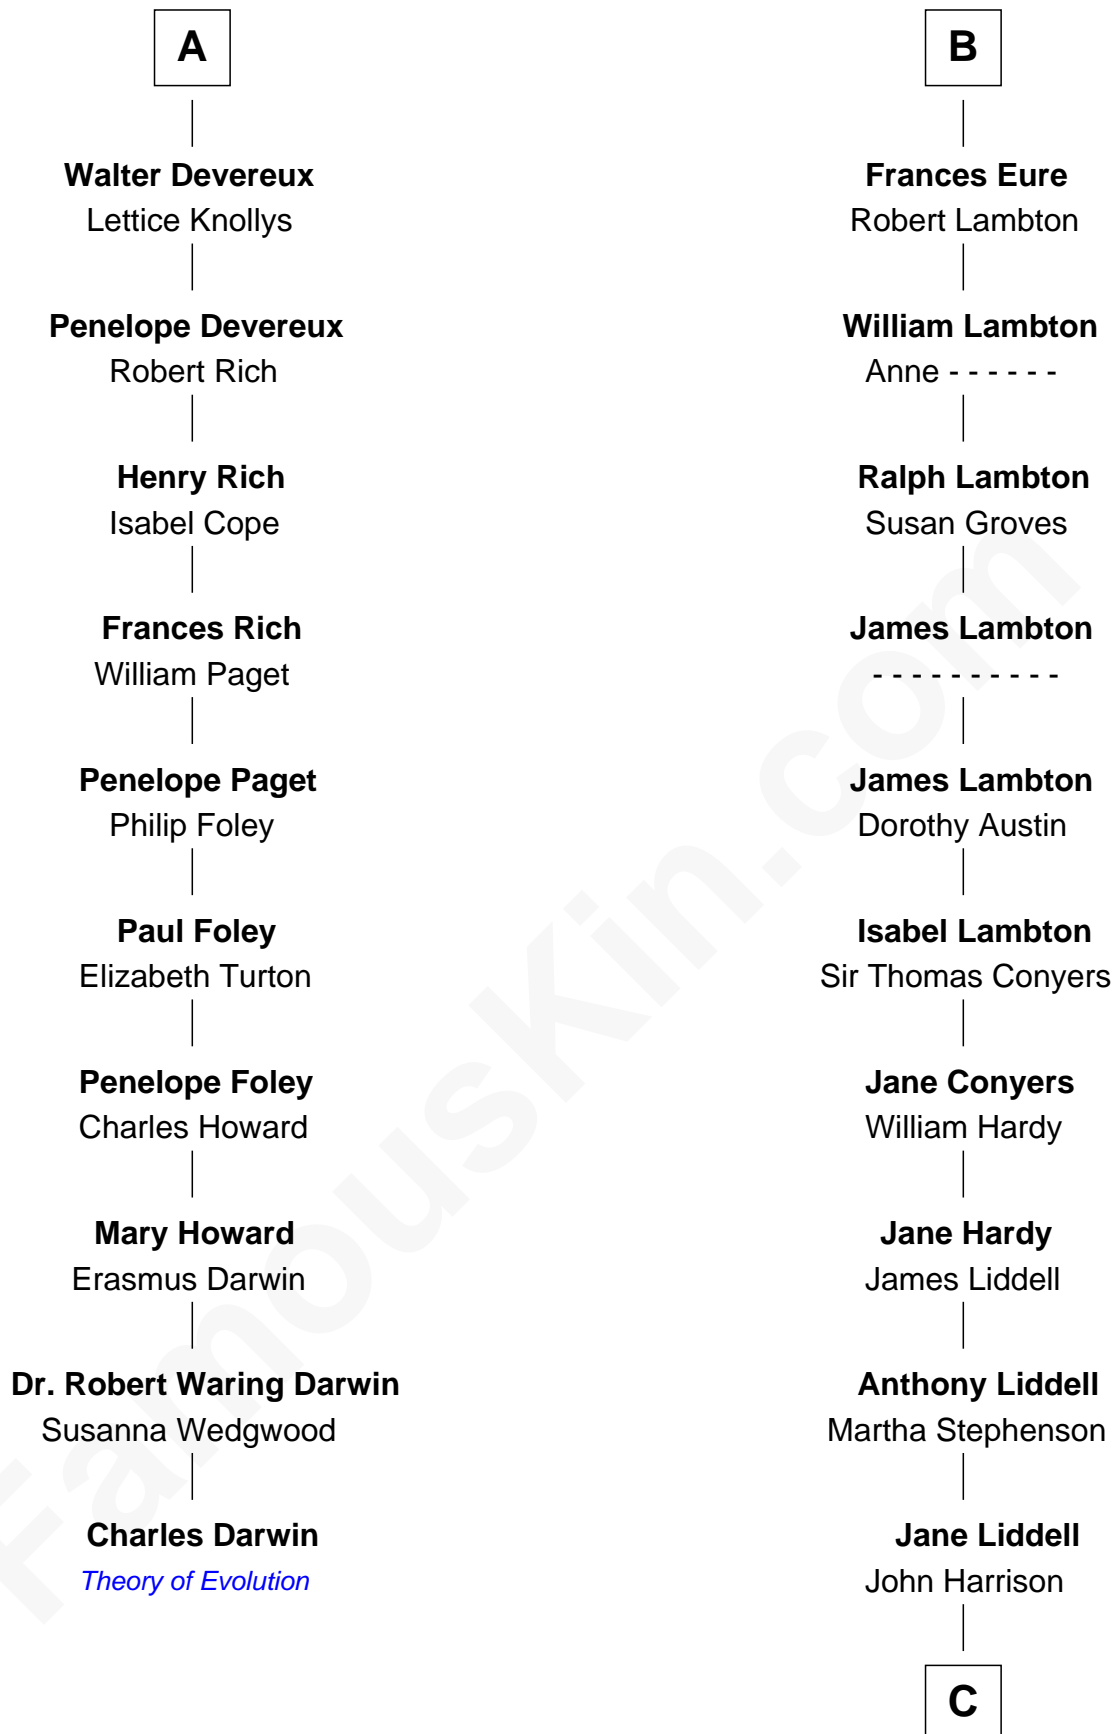 A
Walter Devereux
Lettice Knollys
Penelope Devereux
Robert Rich
Henry Rich
Isabel Cope
Frances Rich
William Paget
Penelope Paget
Philip Foley
Paul Foley
Elizabeth Turton
Penelope Foley
Charles Howard
Mary Howard
Erasmus Darwin
Dr. Robert Waring Darwin
Susanna Wedgwood
Charles Darwin
Theory of Evolution
B
Frances Eure
Robert Lambton
William Lambton
Anne - - - - - -
Ralph Lambton
Susan Groves
James Lambton
- - - - - - - - - -
James Lambton
Dorothy Austin
Isabel Lambton
Sir Thomas Conyers
Jane Conyers
William Hardy
Jane Hardy
James Liddell
Anthony Liddell
Martha Stephenson
Jane Liddell
John Harrison
C
FamousKin.com